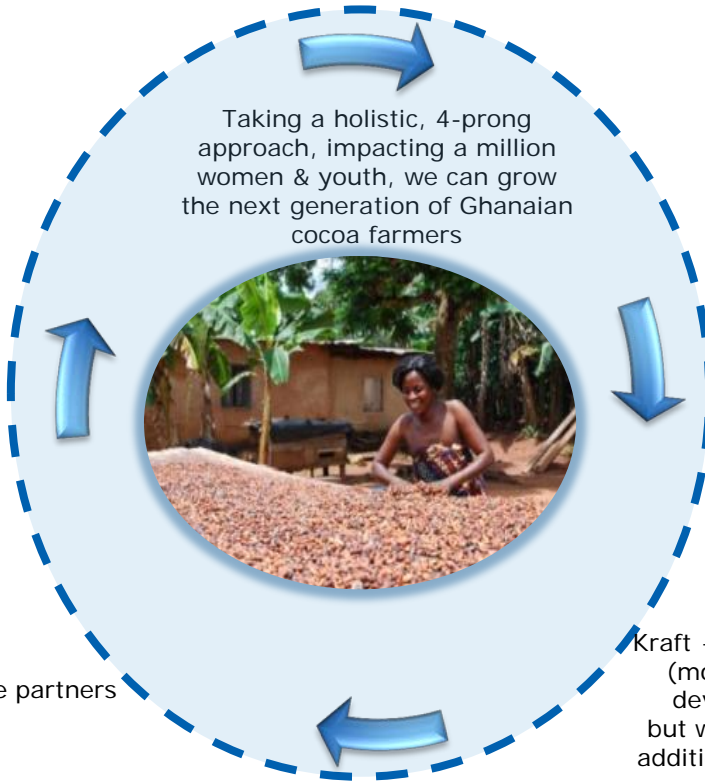 Taking a holistic, 4-prong
approach, impacting a million
women & youth, we can grow
the next generation of Ghanaian
cocoa farmers
partners
Kraft
but